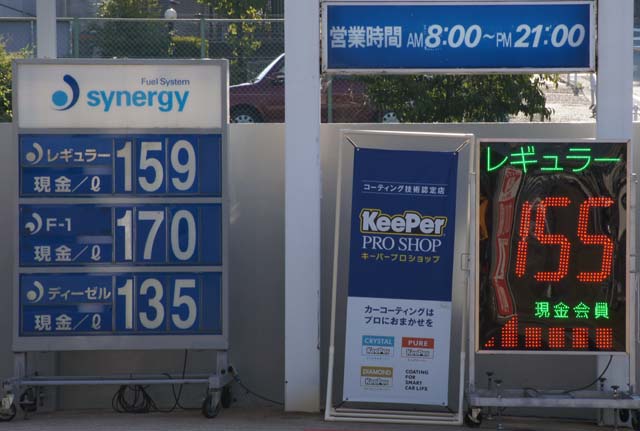 営業時間 AM 8:00~PM 21:00
Fuel System
synergy
レギュラー
現金/ℓ
159
F-1
現金/ℓ
170
ディーゼル
現金/ℓ
135
コーティング技術認定店
KeePer
PRO SHOP
キーパープロショップ
カーコーティングは
プロにおまかせを
CRYSTAL
KeePer
PURE
KeePer
DIAMOND
KeePer
COATING
FOR SMART
CAR LIFE
レギュラー
155
現金会員